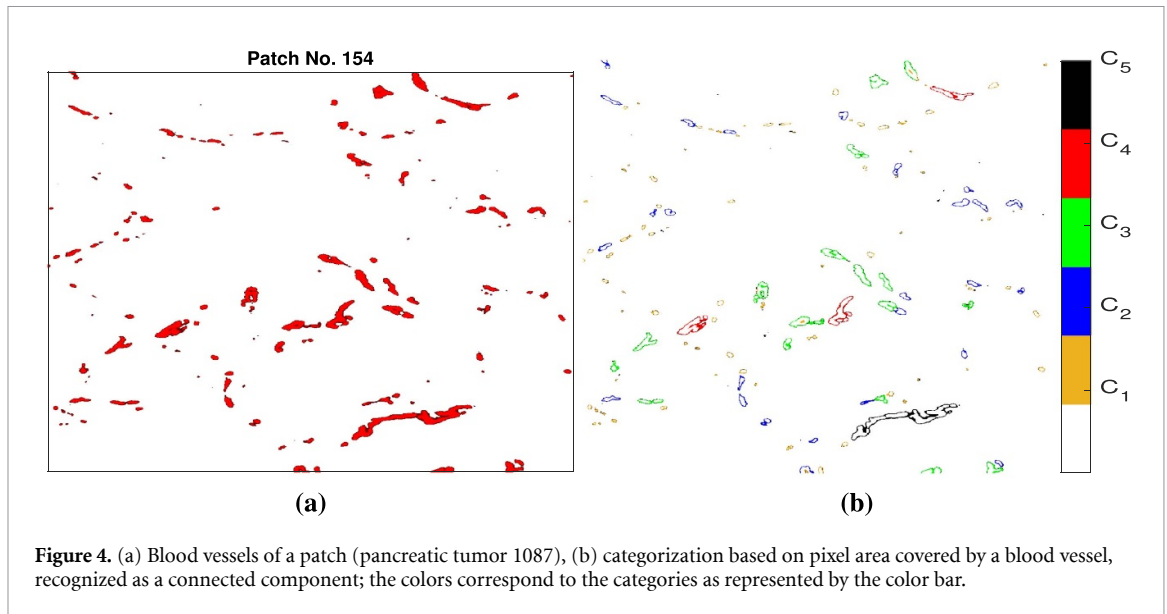 Patch No. 154
C5
C4
C3
C2
C1
(a)
(b)
Figure 4. (a) Blood vessels of a patch (pancreatic tumor 1087), (b) categorization based on pixel area covered by a blood vessel,
recognized as a connected component; the colors correspond to the categories as represented by the color bar.